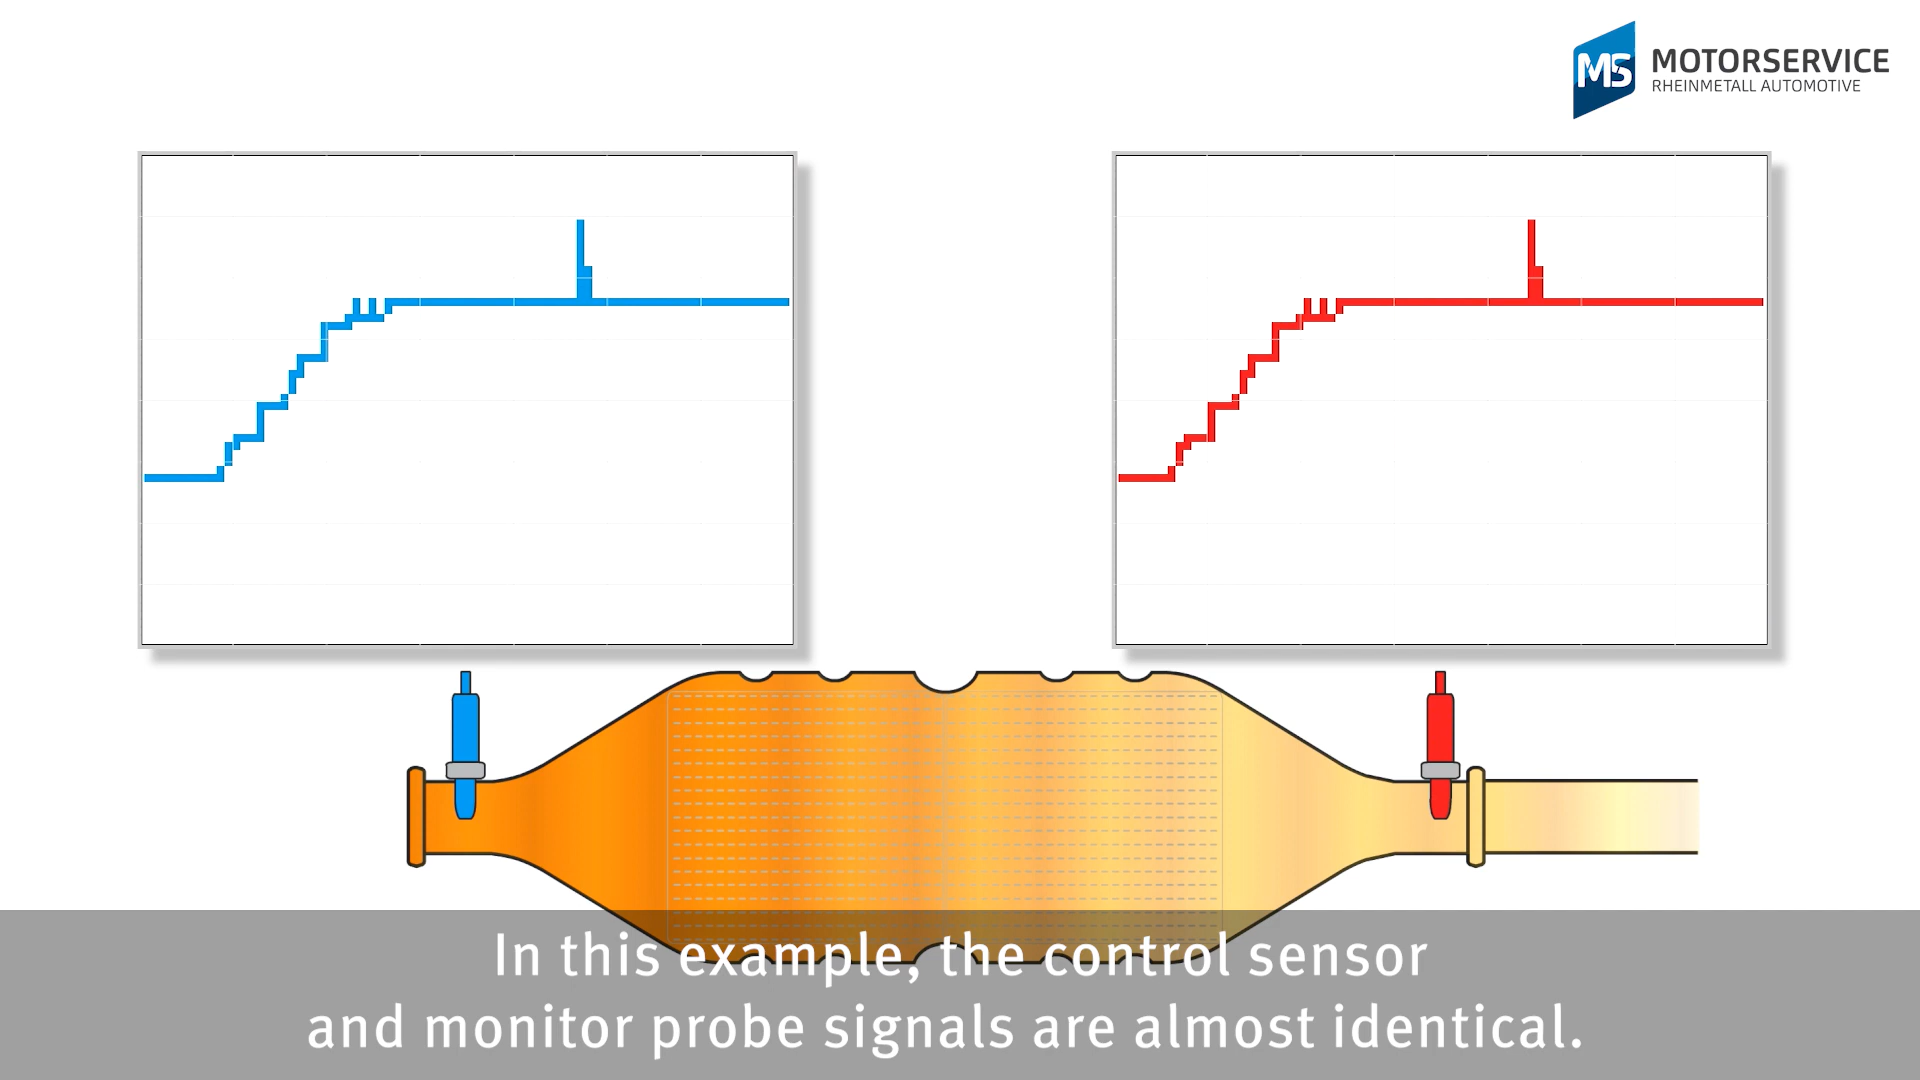 MS MOTORSERVICE
RHEINMETALL AUTOMOTIVE
In this example, the control sensor
and monitor probe signals are almost identical.